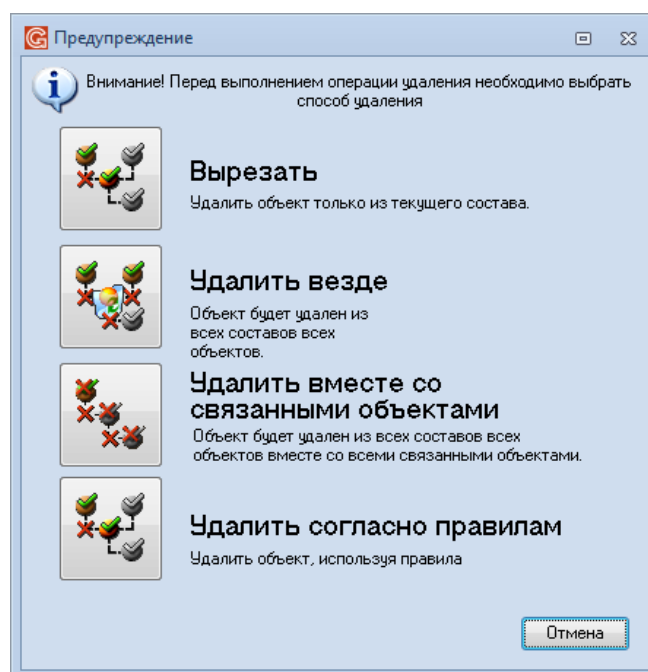 Предупреждение
Внимание! Перед выполнением операции удаления необходимо выбрать
способ удаления
Вырезать
Удалить объект только из текущего состава.
Удалить везде
Объект будет удален из
всех составов всех
объектов.
Удалить вместе со
связанными объектами
Объект будет удален из всех составов всех
объектов вместе со всеми связанными объектами.
Удалить согласно правилам
Удалить объект, используя правила
Отмена